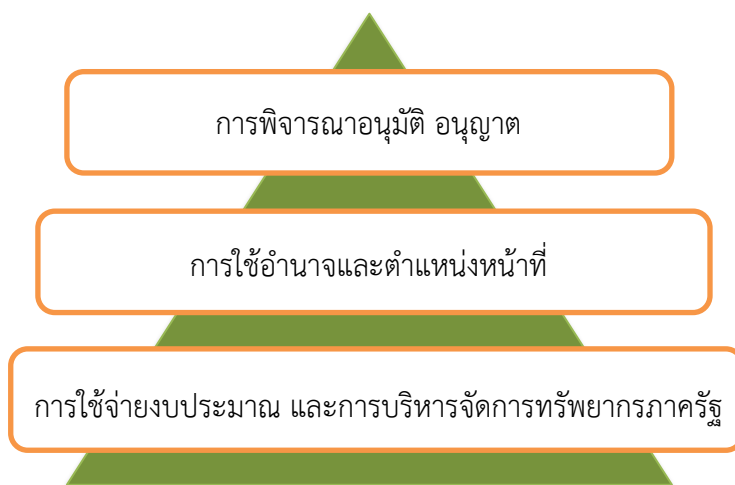 การพิจารณาอนุมัติ อนุญาต
การใช้อำนาจและตำแหน่งหน้าที่
การใช้จ่ายงบประมาณ และการบริหารจัดการทรัพยากรภาครัฐ